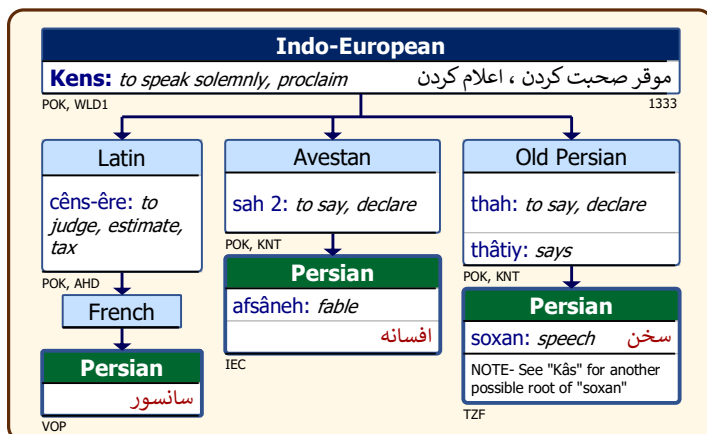 Indo-European
Kens: to speak solemnly, proclaim موقر صحبت کردن ، اعلام کردن
POK, WLD1 1333
Latin
cêns-êre: to
judge, estimate,
tax
POK, AHD
French
Persian
سانسور
VOP
Avestan
sah 2: to say, declare
POK, KNT
Persian
afsâneh: fable
افسانه
IEC
Old Persian
thah: to say, declare
thâtiy: says
POK, KNT
Persian
soxan: speech سخن
NOTE- See "Kâs" for another
possible root of "soxan"
TZF